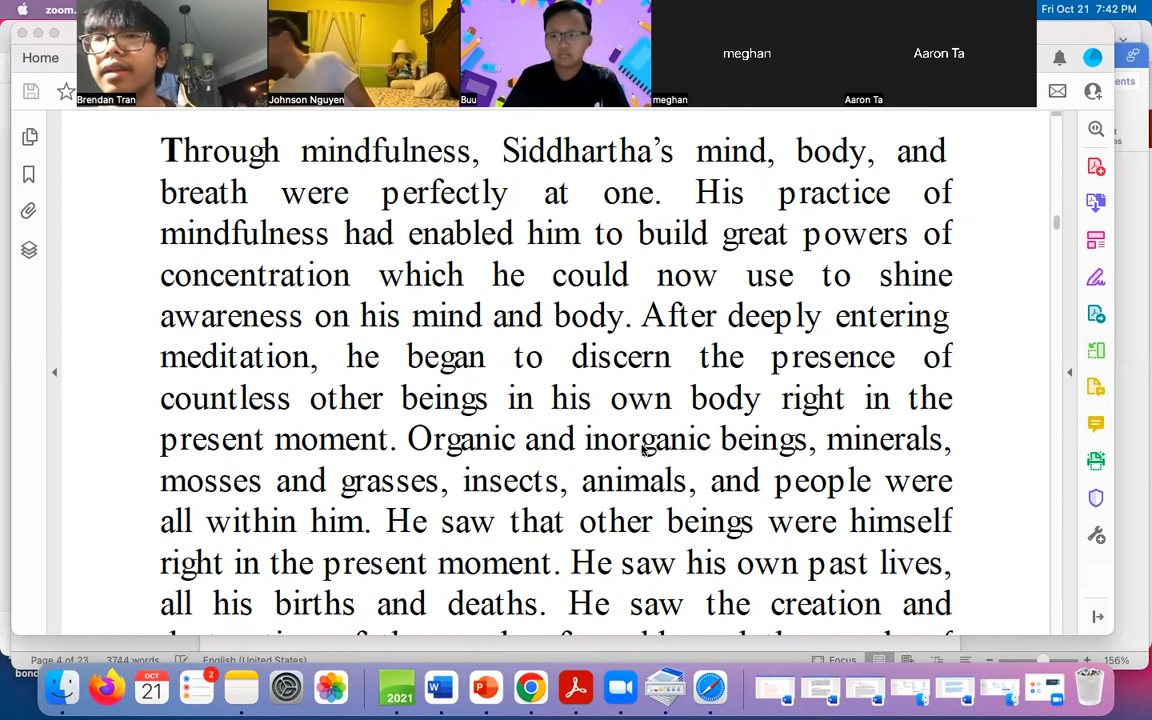 zoom.
Fri Oct 21 7:42 PM
Home
Brendan Tran
Johnson Nguyen
Buu
meghan
meghan
Aaron Ta
Aaron Ta
ents
Through mindfulness, Siddhartha’s mind, body, and
breath were perfectly at one. His practice of
mindfulness had enabled him to build great powers of
concentration which he could now use to shine
awareness on his mind and body. After deeply entering
meditation, he began to discern the presence of
countless other beings in his own body right in the
present moment. Organic and inorganic beings, minerals,
mosses and grasses, insects, animals, and people were
all within him. He saw that other beings were himself
right in the present moment. He saw his own past lives,
all his births and deaths. He saw the creation and
Page 4 of 23 3744 words English (United States) Focus 156%
bond
OCT
21
2
2021